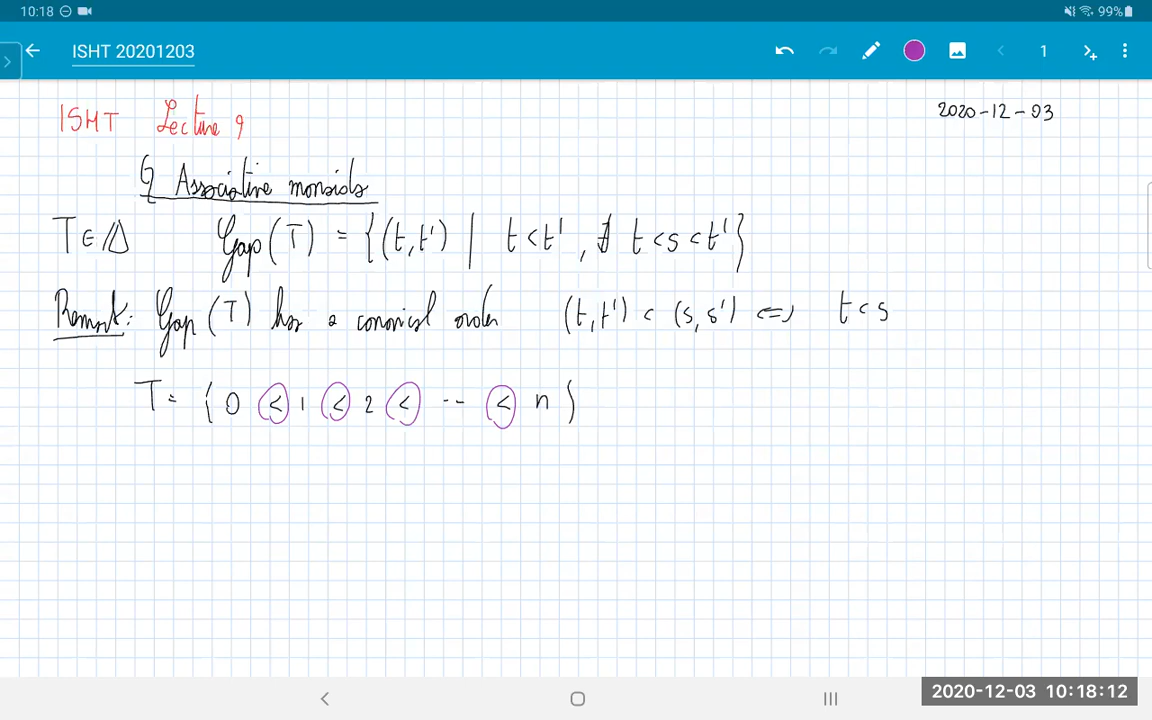 10:18 99%
ISHT 20201203 1
2020-12-03
ISHT Lecture 9
§ Associative monoids
T ∈ Δ Gap(T) = {(t,t') | t<t', ∄ t<s<t'}
Remark: Gap(T) has a canonical order (t,t') < (s,s') <=> t<s
T = {0 < 1 < 2 < -- < n}
2020-12-03 10:18:12